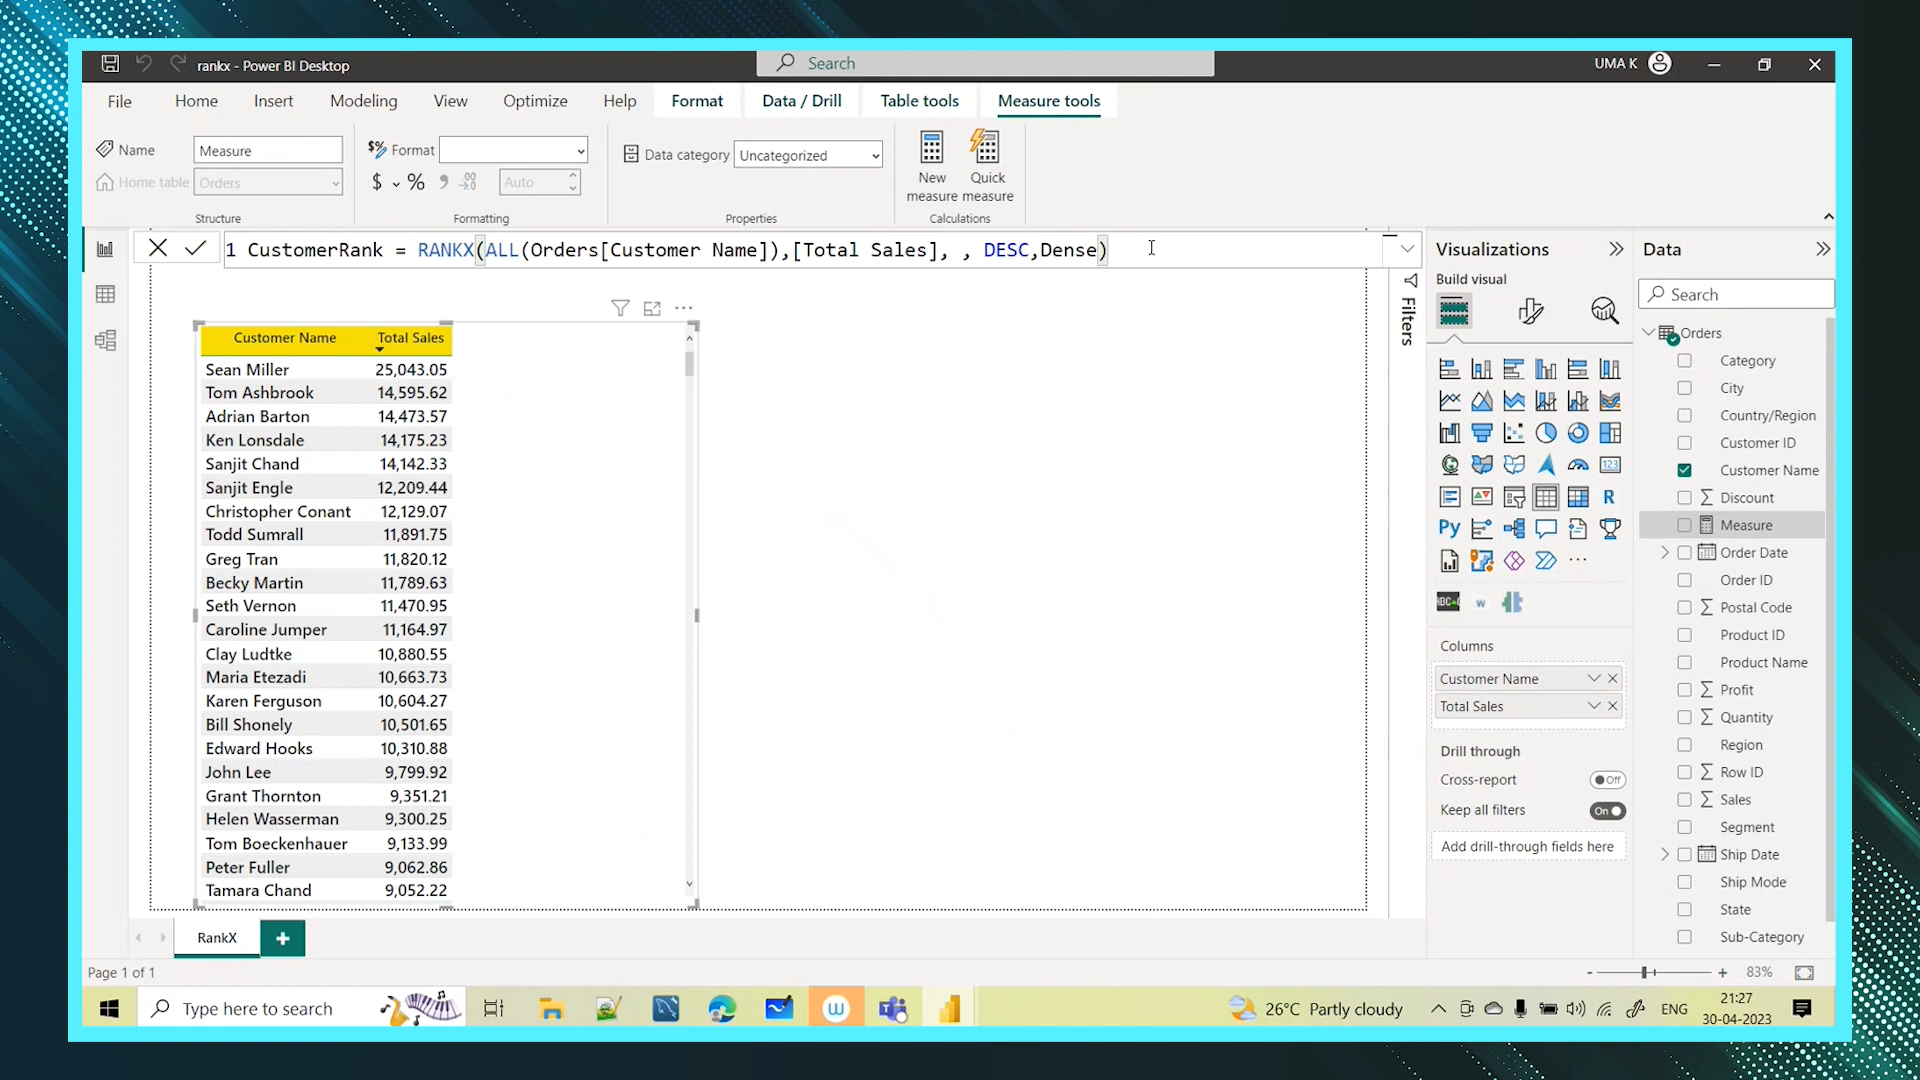 rankx - Power BI Desktop
Search
UMA K
File Home Insert Modeling View Optimize Help Format Data / Drill Table tools Measure tools
Name Measure
Home table Orders
Structure
Format
$ % Auto
Formatting
Data category Uncategorized
Properties
New measure
Quick measure
Calculations
1 CustomerRank = RANKX(ALL(Orders[Customer Name]),[Total Sales], , DESC,Dense)
Customer Name Total Sales
Sean Miller 25,043.05
Tom Ashbrook 14,595.62
Adrian Barton 14,473.57
Ken Lonsdale 14,175.23
Sanjit Chand 14,142.33
Sanjit Engle 12,209.44
Christopher Conant 12,129.07
Todd Sumrall 11,891.75
Greg Tran 11,820.12
Becky Martin 11,789.63
Seth Vernon 11,470.95
Caroline Jumper 11,164.97
Clay Ludtke 10,880.55
Maria Etezadi 10,663.73
Karen Ferguson 10,604.27
Bill Shonely 10,501.65
Edward Hooks 10,310.88
John Lee 9,799.92
Grant Thornton 9,351.21
Helen Wasserman 9,300.25
Tom Boeckenhauer 9,133.99
Peter Fuller 9,062.86
Tamara Chand 9,052.22
Filters
Visualizations
Build visual
123
R
Py
Columns
Customer Name
Total Sales
Drill through
Cross-report Off
Keep all filters On
Add drill-through fields here
Data
Search
Orders
Category
City
Country/Region
Customer ID
Customer Name
Discount
Measure
Order Date
Order ID
Postal Code
Product ID
Product Name
Profit
Quantity
Region
Row ID
Sales
Segment
Ship Date
Ship Mode
State
Sub-Category
RankX
Page 1 of 1
83%
Type here to search
26°C Partly cloudy
ENG
21:27
30-04-2023